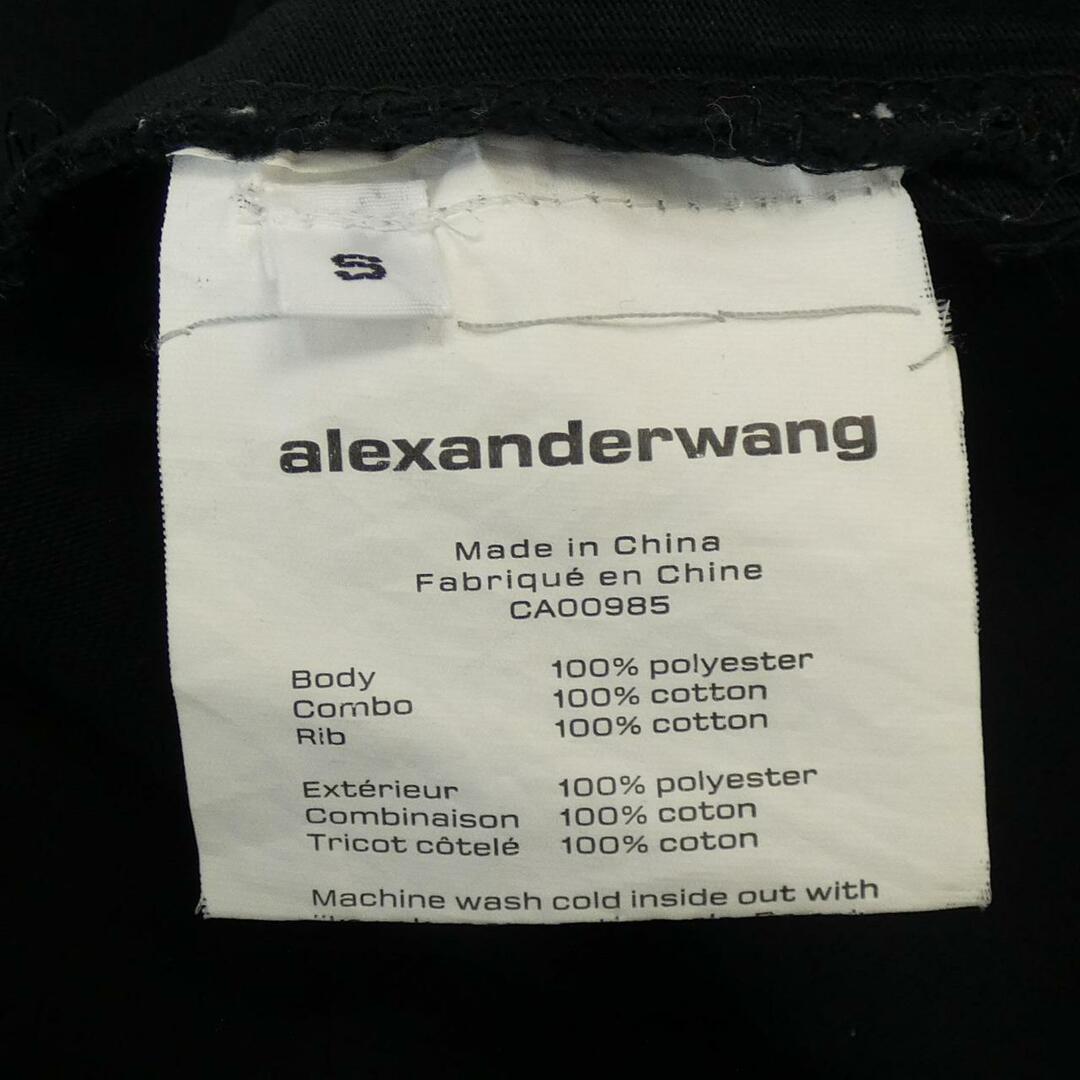 S
alexanderwang
Made in China
Fabriqué en Chine
CA00985
Body 100% polyester
Combo 100% cotton
Rib 100% cotton
Extérieur 100% polyester
Combinaison 100% coton
Tricot côtelé 100% coton
Machine wash cold inside out with